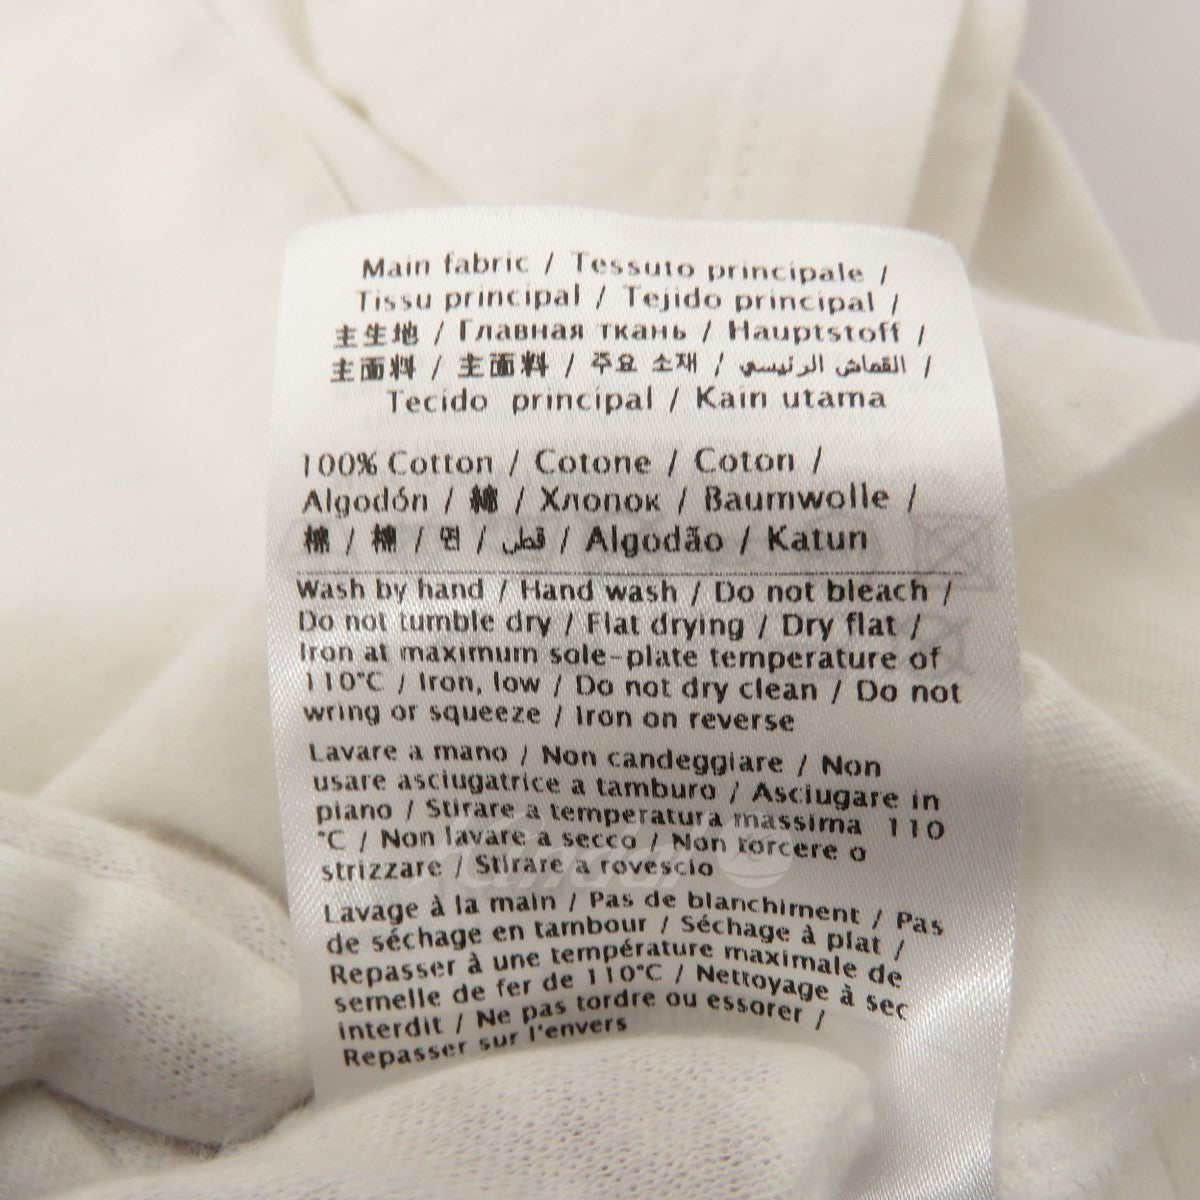 Main fabric / Tessuto principale /
Tissu principal / Tejido principal /
主生地 / Главная ткань / Hauptstoff /
主面料 / 主面料 / 주요 소재 / القماش الرئيسي /
Tecido principal / Kain utama
100% Cotton / Cotone / Coton /
Algodón / 綿 / Хлопок / Baumwolle /
棉 / 棉 / 면 / قطن / Algodão / Katun
Wash by hand / Hand wash / Do not bleach /
Do not tumble dry / Flat drying / Dry flat /
Iron at maximum sole-plate temperature of
110°C / Iron, low / Do not dry clean / Do not
wring or squeeze / Iron on reverse
Lavare a mano / Non candeggiare / Non
usare asciugatrice a tamburo / Asciugare in
piano / Stirare a temperatura massima 110
°C / Non lavare a secco / Non torcere o
strizzare / Stirare a rovescio
Lavage à la main / Pas de blanchiment / Pas
de séchage en tambour / Séchage à plat /
Repasser à une température maximale de
semelle de fer de 110°C / Nettoyage à sec
interdit / Ne pas tordre ou essorer /
Repasser sur l'envers